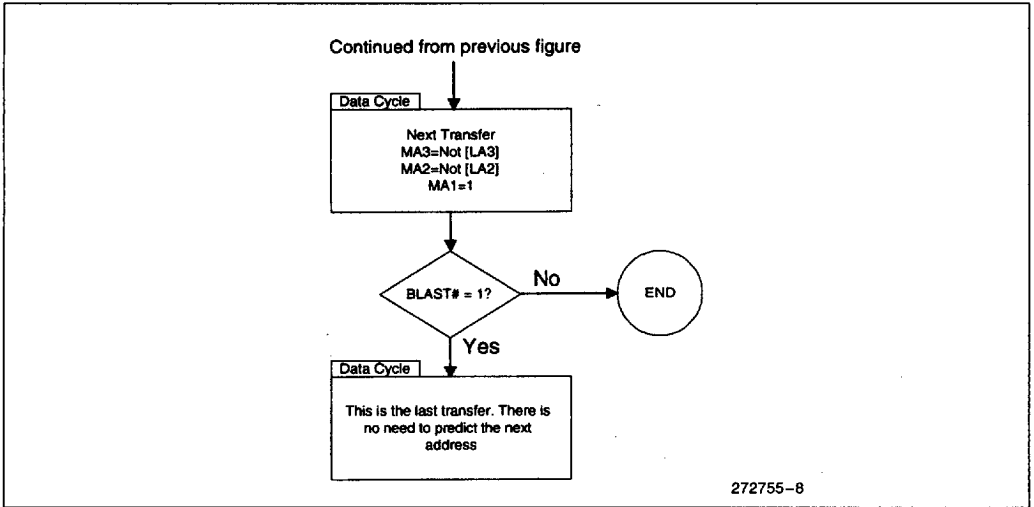 Continued from previous figure
Data Cycle
Next Transfer
MA3=Not [LA3]
MA2=Not [LA2]
MA1=1
BLAST# = 1?
No
END
Yes
Data Cycle
This is the last transfer. There is
no need to predict the next
address
272755–8